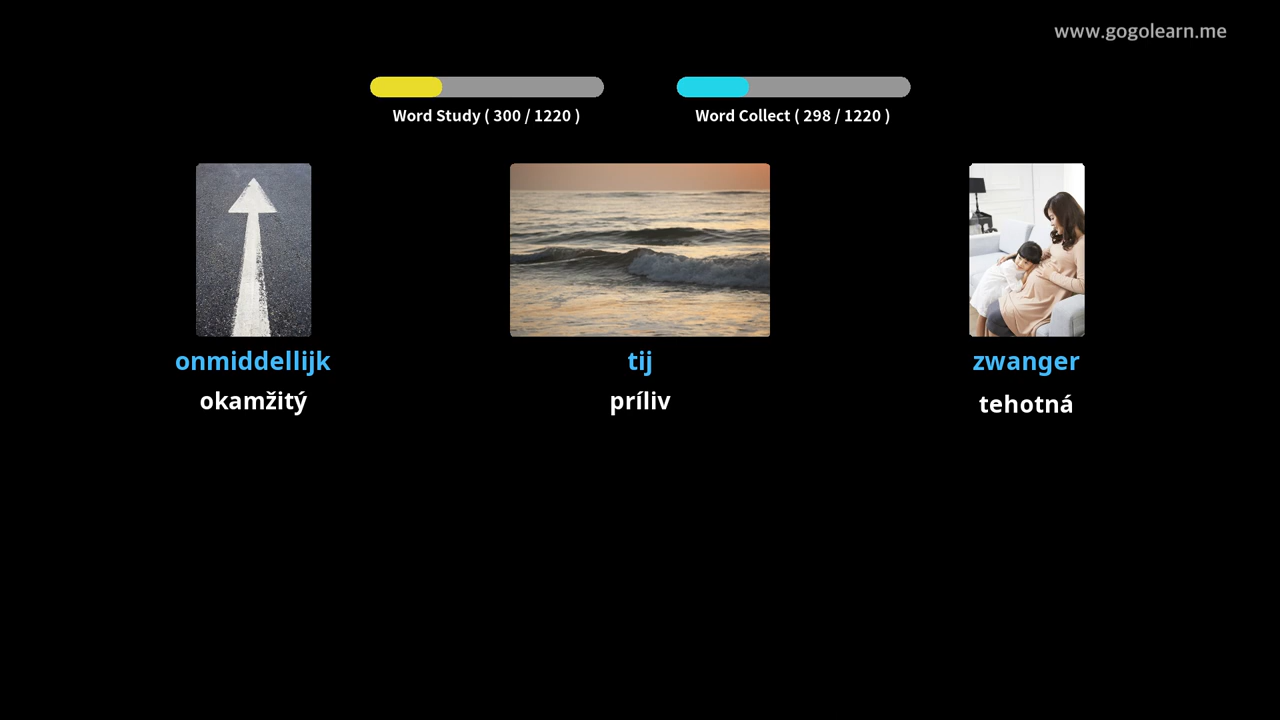 www.gogolearn.me
Word Study ( 300 / 1220 )
Word Collect ( 298 / 1220 )
onmiddellijk
tij
zwanger
okamžitý
príliv
tehotná